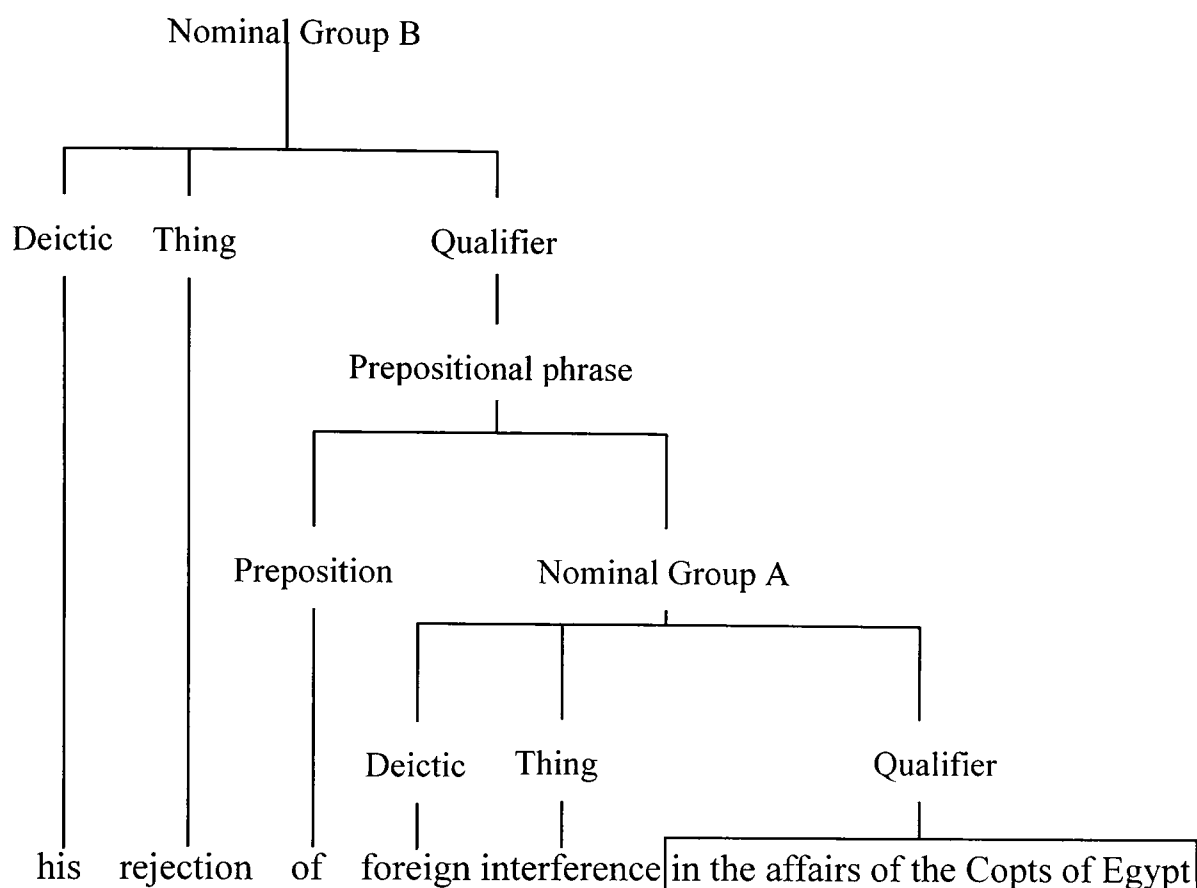 Nominal Group B
Deictic Thing Qualifier
Prepositional phrase
Preposition Nominal Group A
Deictic Thing Qualifier
his rejection of foreign interference in the affairs of the Copts of Egypt